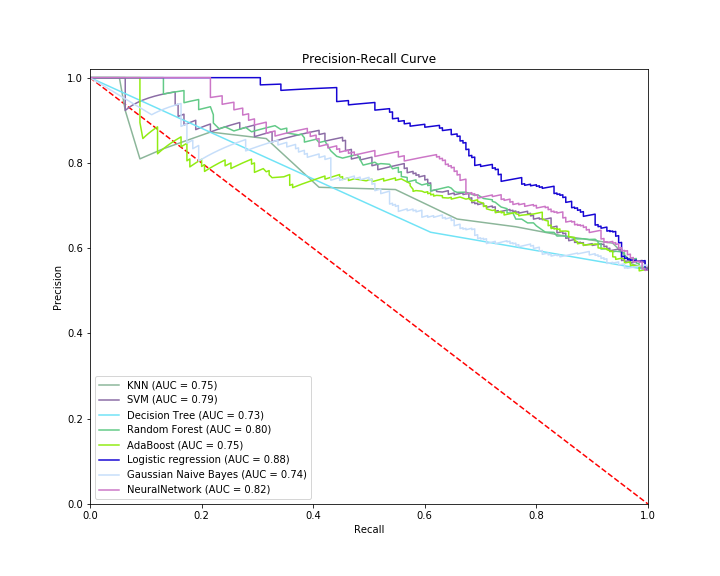 Precision-Recall Curve
1.0
0.8
0.6
0.4
0.2
0.0
Precision
KNN (AUC = 0.75)
SVM (AUC = 0.79)
Decision Tree (AUC = 0.73)
Random Forest (AUC = 0.80)
AdaBoost (AUC = 0.75)
Logistic regression (AUC = 0.88)
Gaussian Naive Bayes (AUC = 0.74)
NeuralNetwork (AUC = 0.82)
0.0 0.2 0.4 0.6 0.8 1.0
Recall